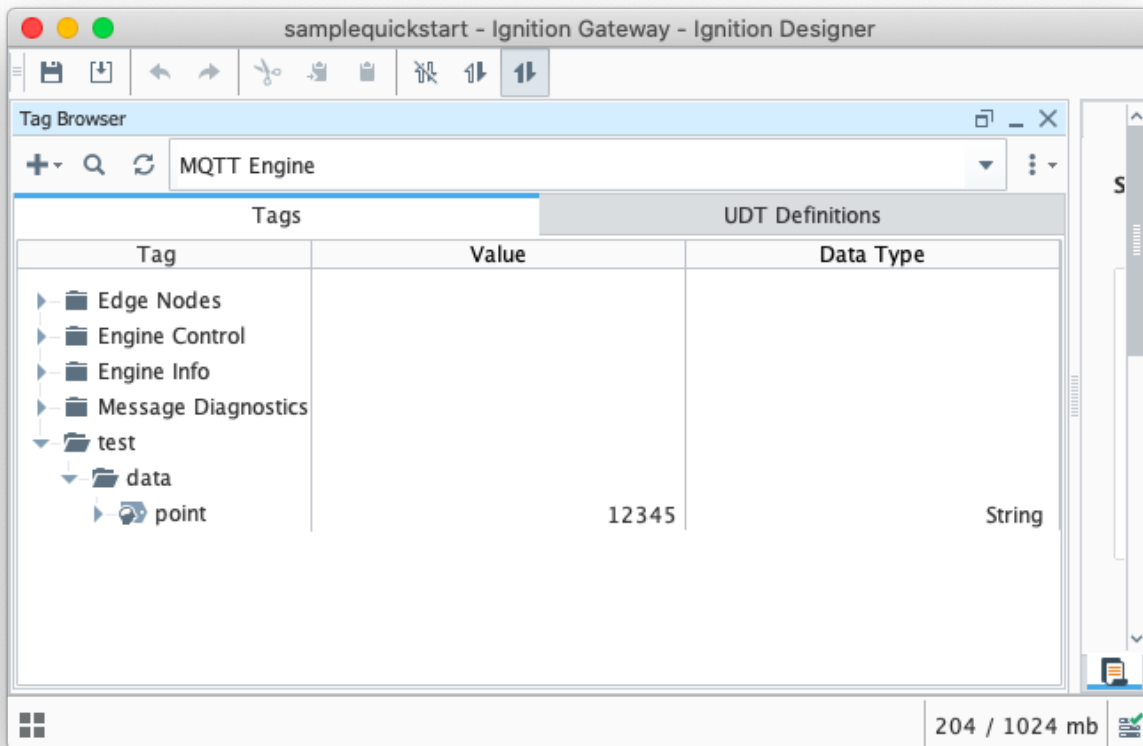 samplequickstart - Ignition Gateway - Ignition Designer
Tag Browser
MQTT Engine
Tags UDT Definitions
Tag Value Data Type
Edge Nodes
Engine Control
Engine Info
Message Diagnostics
test
data
point 12345 String
S
204 / 1024 mb